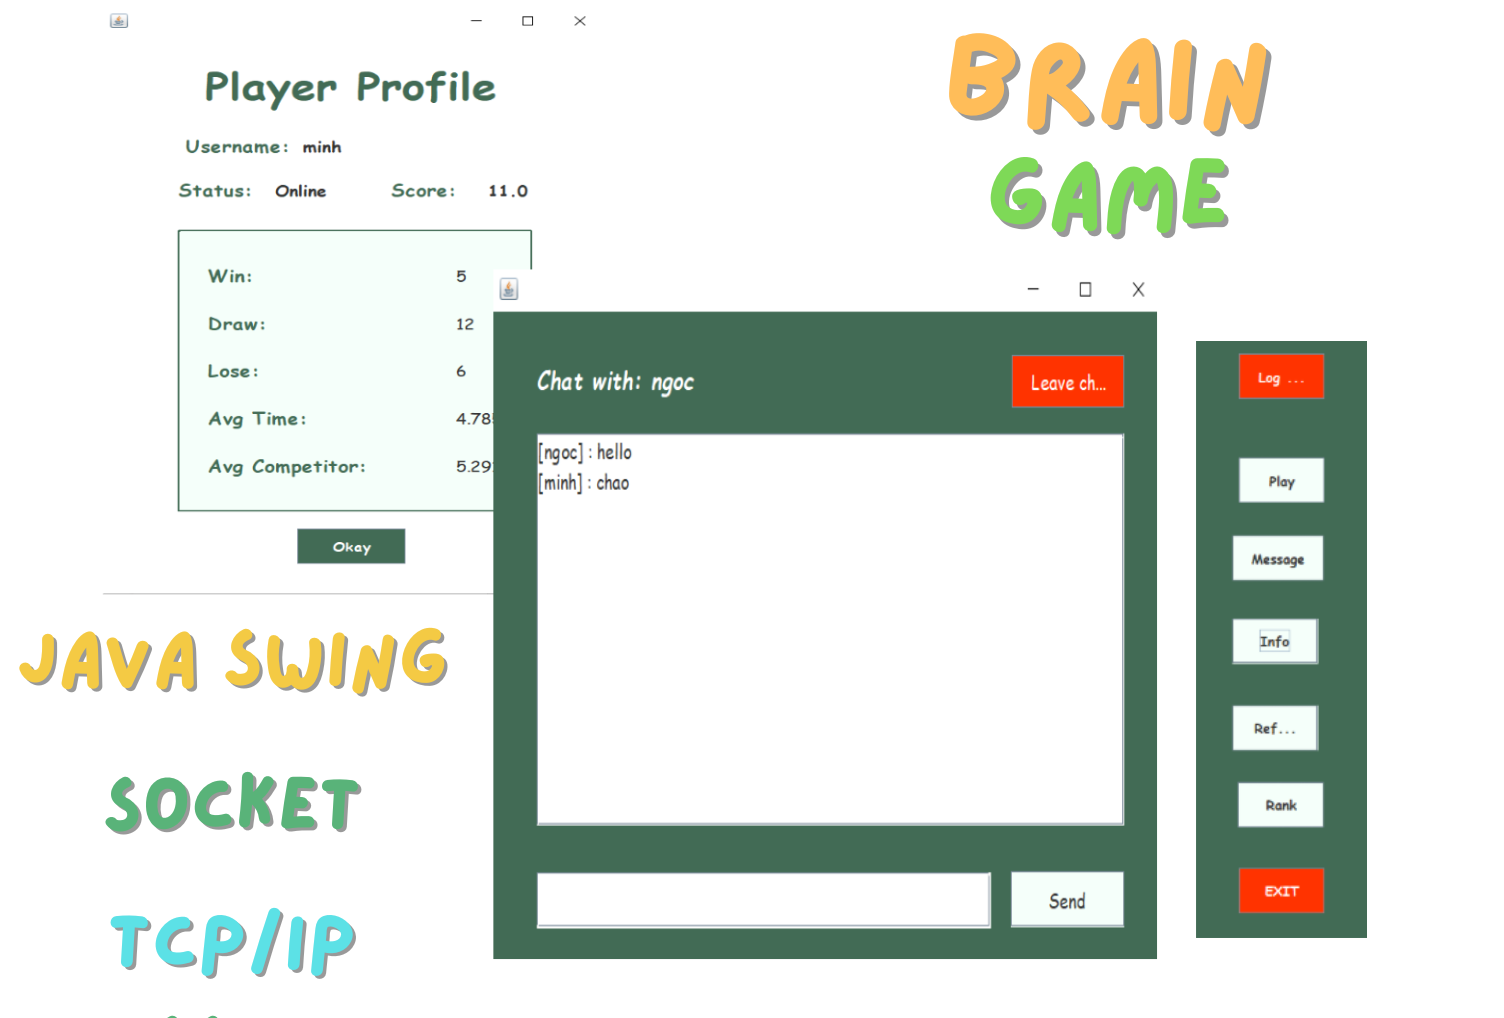 BRAIN
GAME
Player Profile
Username: minh
Status: Online Score: 11.0
Win: 5
Draw: 12
Lose: 6
Avg Time: 4.78
Avg Competitor: 5.29
Okay
Chat with: ngoc
Leave ch...
[ngoc] : hello
[minh] : chao
Send
Log ...
Play
Message
Info
Ref...
Rank
EXIT
JAVA SWING
SOCKET
TCP/IP